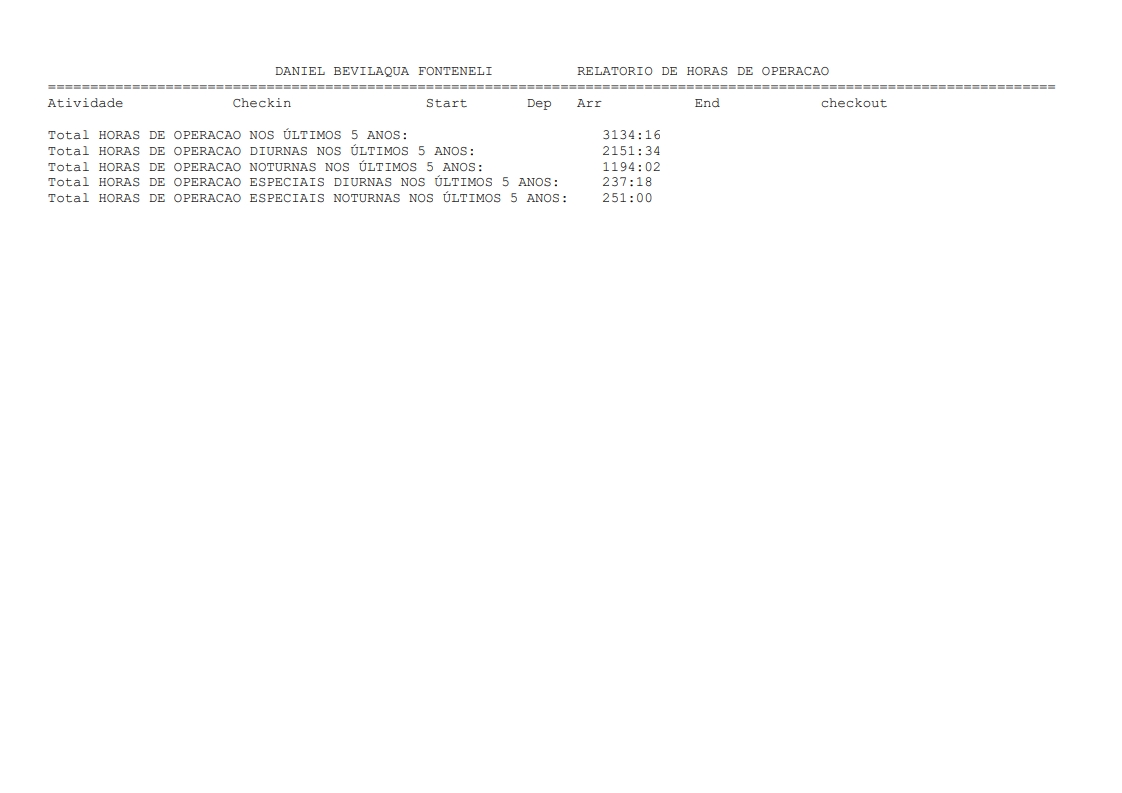 DANIEL BEVILAQUA FONTENELI RELATORIO DE HORAS DE OPERACAO
========================================================================================================================
Atividade Checkin Start Dep Arr End checkout
Total HORAS DE OPERACAO NOS ÚLTIMOS 5 ANOS: 3134:16
Total HORAS DE OPERACAO DIURNAS NOS ÚLTIMOS 5 ANOS: 2151:34
Total HORAS DE OPERACAO NOTURNAS NOS ÚLTIMOS 5 ANOS: 1194:02
Total HORAS DE OPERACAO ESPECIAIS DIURNAS NOS ÚLTIMOS 5 ANOS: 237:18
Total HORAS DE OPERACAO ESPECIAIS NOTURNAS NOS ÚLTIMOS 5 ANOS: 251:00